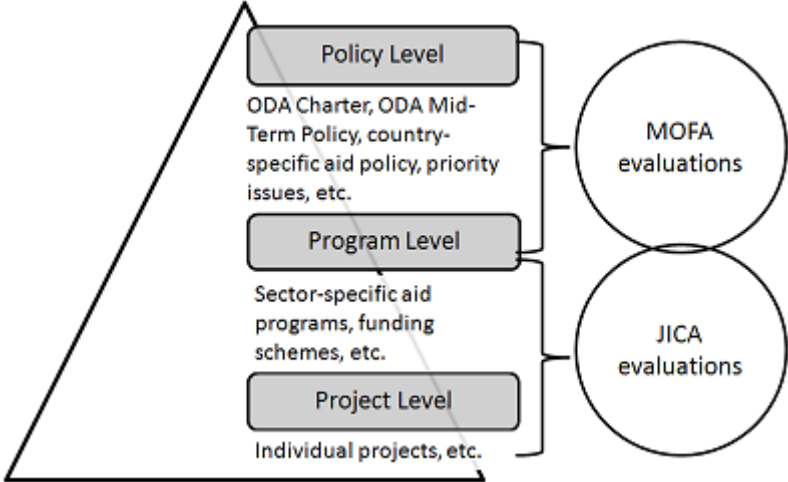 Policy Level
ODA Charter, ODA Mid-
Term Policy, country-
specific aid policy, priority
issues, etc.
Program Level
Sector-specific aid
programs, funding
schemes, etc.
Project Level
Individual projects, etc.
MOFA
evaluations
JICA
evaluations